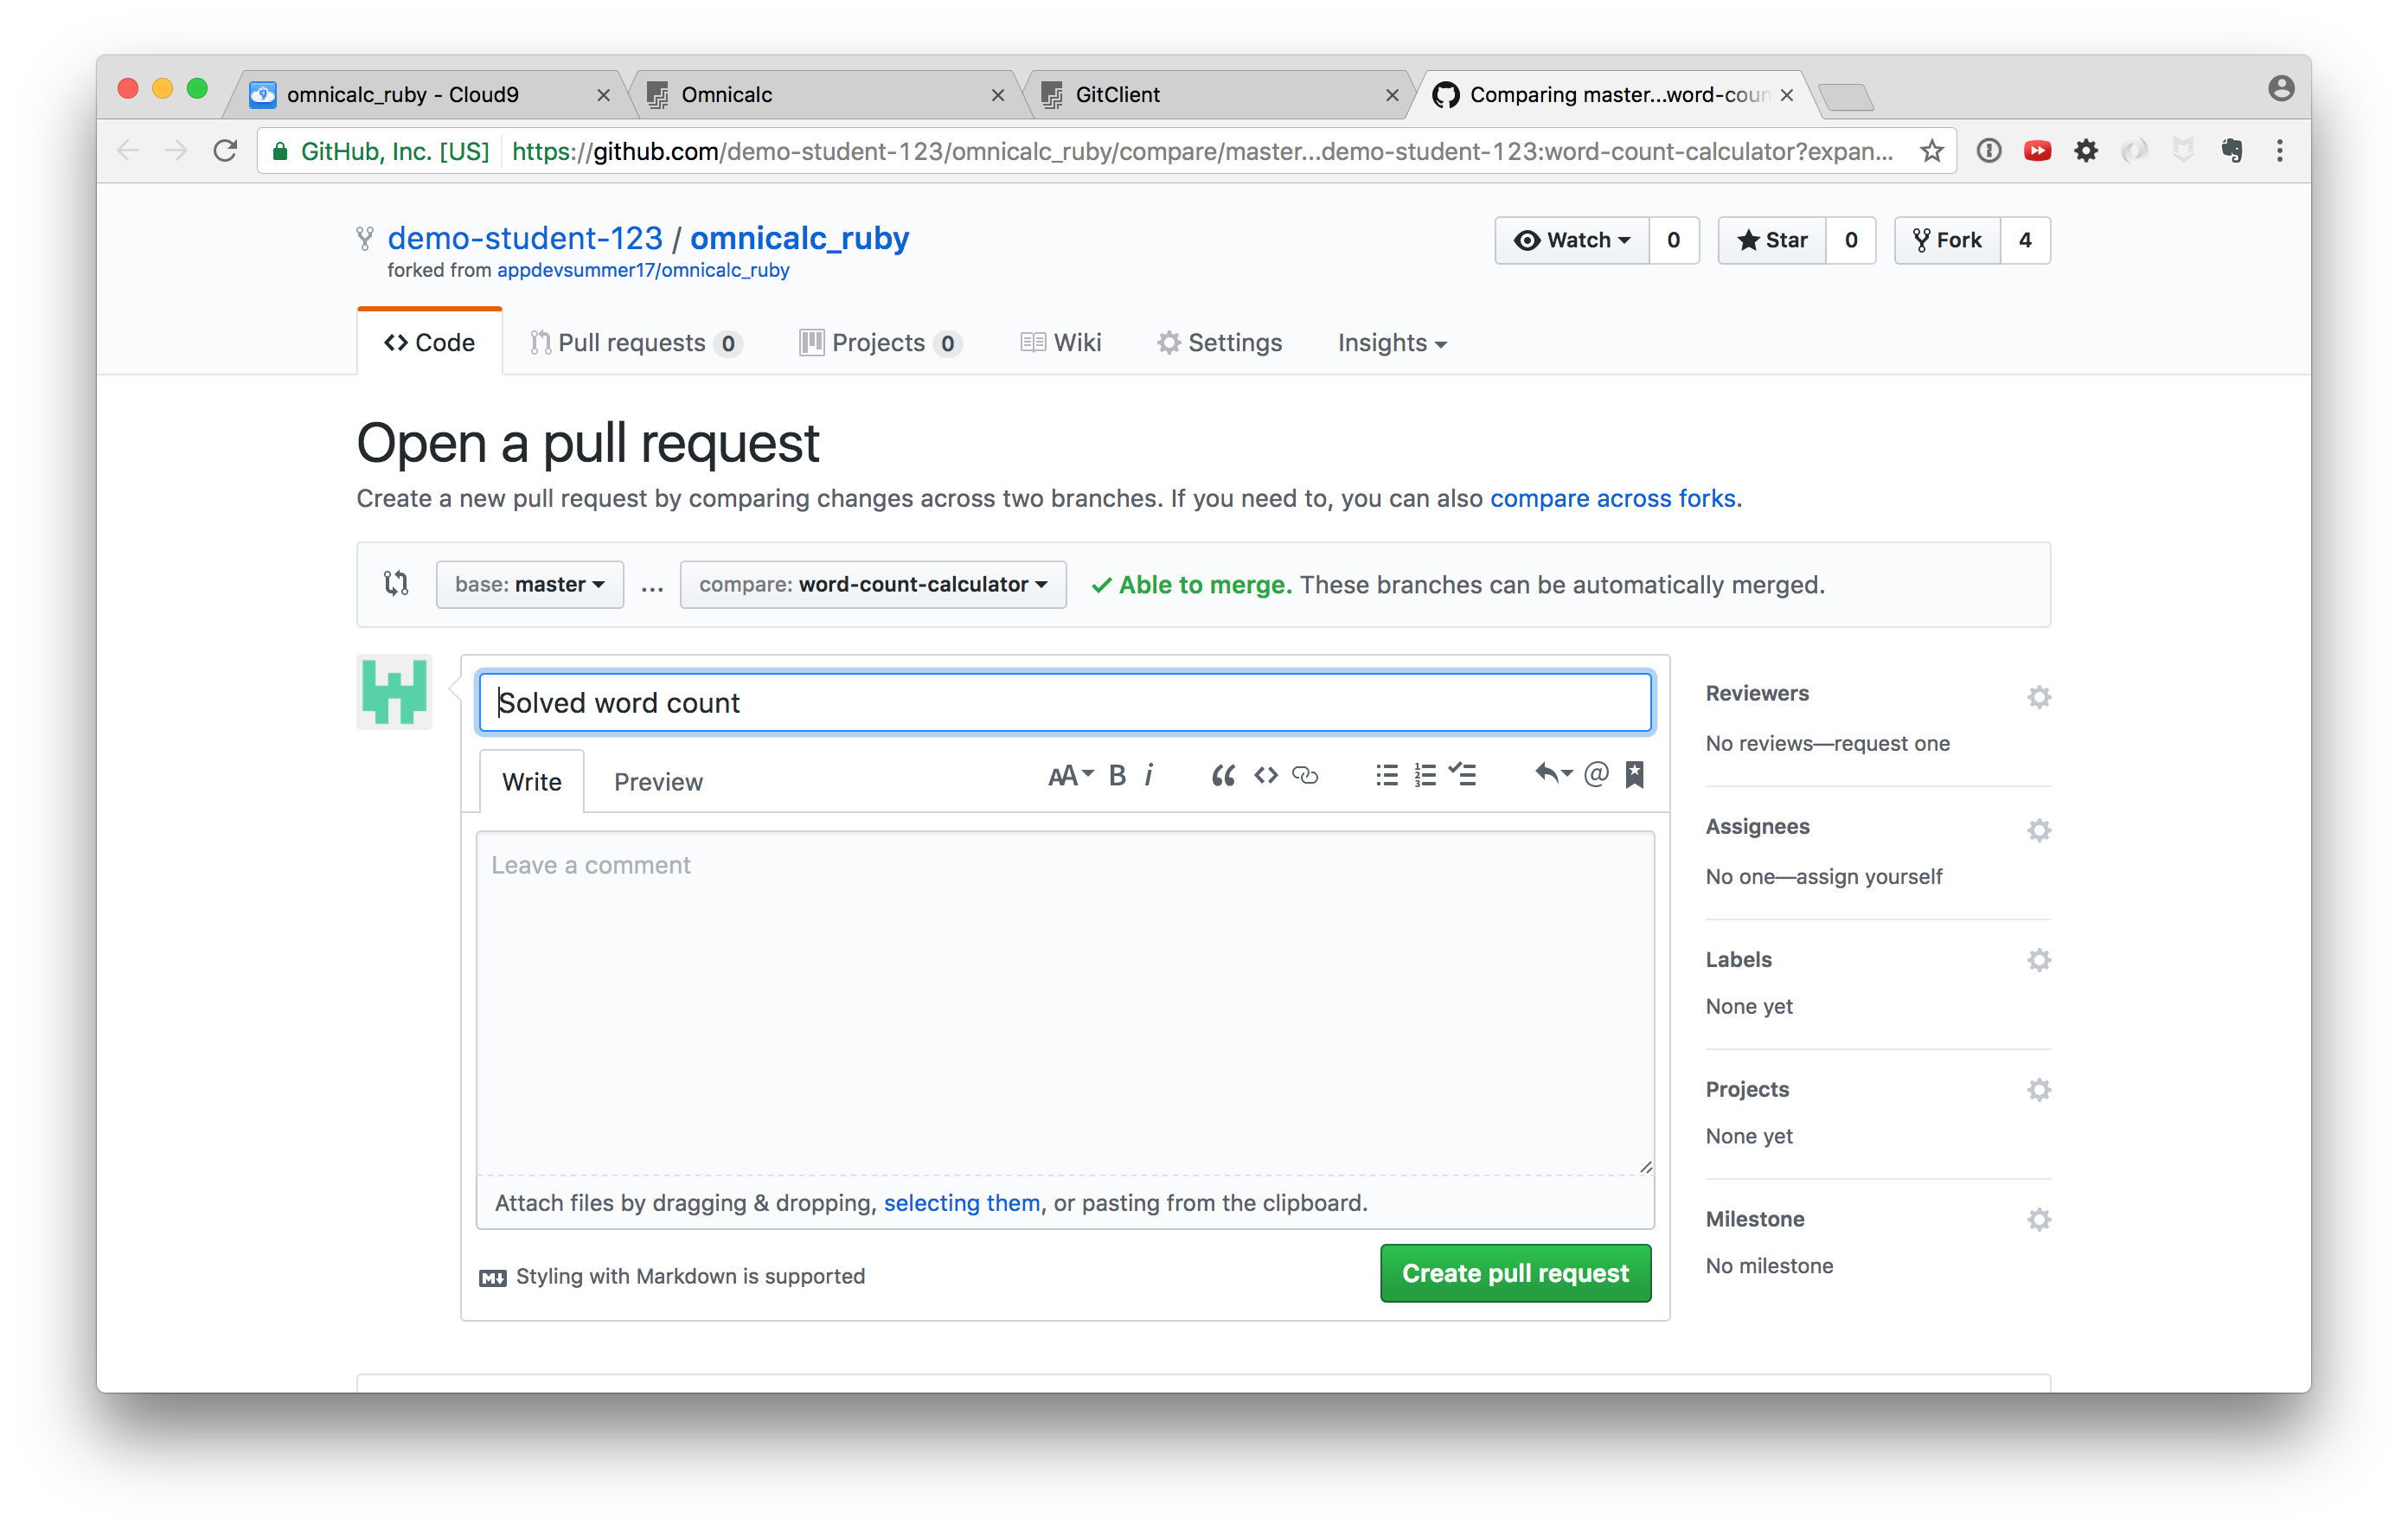 omnicalc_ruby - Cloud9
Omnicalc
GitClient
Comparing master...word-coun
GitHub, Inc. [US]
https://github.com/demo-student-123/omnicalc_ruby/compare/master...demo-student-123:word-count-calculator?expan...
demo-student-123 / omnicalc_ruby
Watch 0
Star 0
Fork 4
forked from appdevsummer17/omnicalc_ruby
Code
Pull requests 0
Projects 0
Wiki
Settings
Insights
Open a pull request
Create a new pull request by comparing changes across two branches. If you need to, you can also compare across forks.
base: master ... compare: word-count-calculator Able to merge. These branches can be automatically merged.
Solved word count
Write
Preview
AA B i
Leave a comment
Attach files by dragging & dropping, selecting them, or pasting from the clipboard.
Styling with Markdown is supported
Create pull request
Reviewers
No reviews—request one
Assignees
No one—assign yourself
Labels
None yet
Projects
None yet
Milestone
No milestone